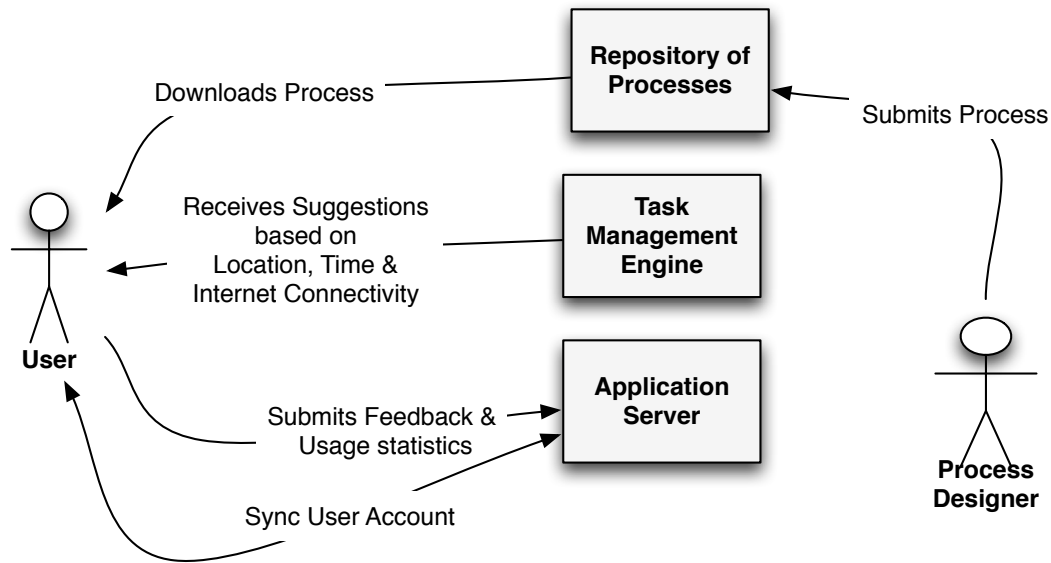 Repository of
Processes
Downloads Process
Submits Process
Receives Suggestions
based on
Location, Time &
Internet Connectivity
Task
Management
Engine
User
Application
Server
Submits Feedback &
Usage statistics
Process
Designer
Sync User Account